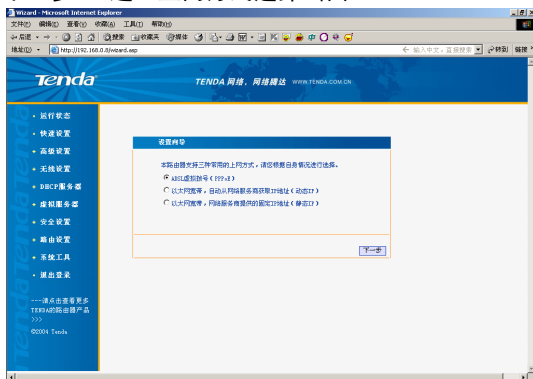 Wizard - Microsoft Internet Explorer
文件(F) 编辑(E) 查看(V) 收藏(A) 工具(T) 帮助(H)
后退 搜索 收藏夹 媒体
地址(D) http://192.168.0.8/wizard.asp
输入中文，直接搜索 转到 链接
Tenda
TENDA 网络，网络腾达 WWW.TENDA.COM.CN
运行状态
快速设置
高级设置
无线设置
DHCP服务器
虚拟服务器
安全设置
路由设置
系统工具
退出登录
---请点击查看更多
TENDA的路由器产品
>>>
©2004 Tenda
设置向导
本路由器支持三种常用的上网方式，请您根据自身情况进行选择。
ADSL虚拟拨号(PPPoE)
以太网宽带，自动从网络服务商获取IP地址(动态IP)
以太网宽带，网络服务商提供的固定IP地址(静态IP)
下一步